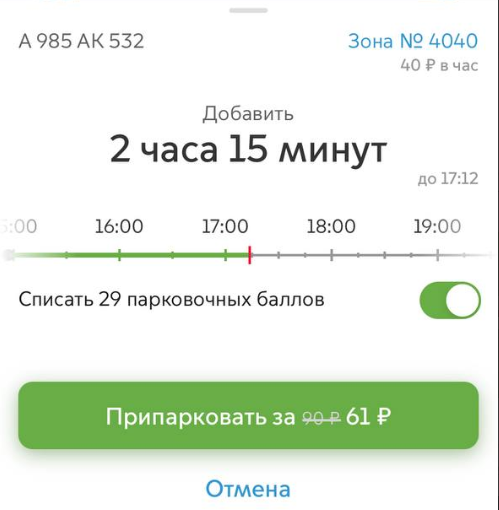 А 985 АК 532
Зона № 4040
40 ₽ в час
Добавить
2 часа 15 минут
до 17:12
:00 16:00 17:00 18:00 19:00
Списать 29 парковочных баллов
Припарковать за 90 ₽ 61 ₽
Отмена